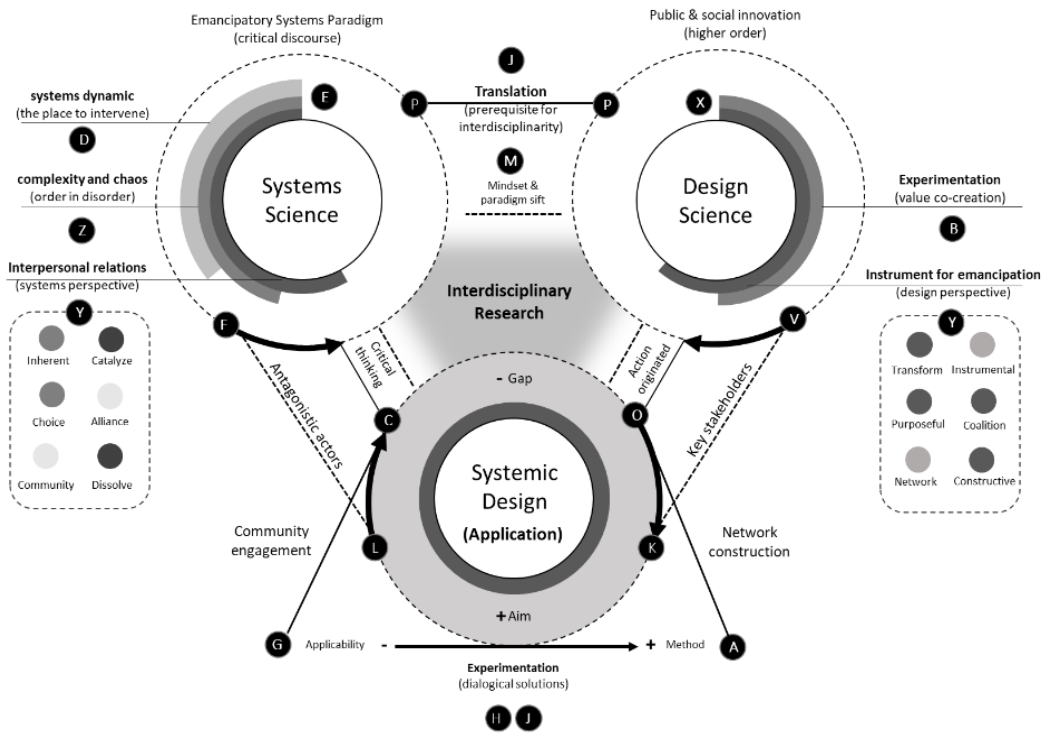 Emancipatory Systems Paradigm
(critical discourse)
Public & social innovation
(higher order)
J
E
P
Translation
(prerequisite for
interdisciplinarity)
P
X
systems dynamic
(the place to intervene)
D
M
Mindset &
paradigm sift
complexity and chaos
(order in disorder)
Z
Systems
Science
Design
Science
Experimentation
(value co-creation)
B
Interpersonal relations
(systems perspective)
Instrument for emancipation
(design perspective)
Interdisciplinary
Research
Y
Inherent
Catalyze
Choice
Alliance
Community
Dissolve
F
V
Y
Transform
Instrumental
Purposeful
Coalition
Network
Constructive
Critical
thinking
Action
originated
Antagonistic actors
Key stakeholders
- Gap
C
O
Systemic
Design
(Application)
Community
engagement
Network
construction
L
K
+ Aim
G
Applicability
-
+
Method
A
Experimentation
(dialogical solutions)
H
J